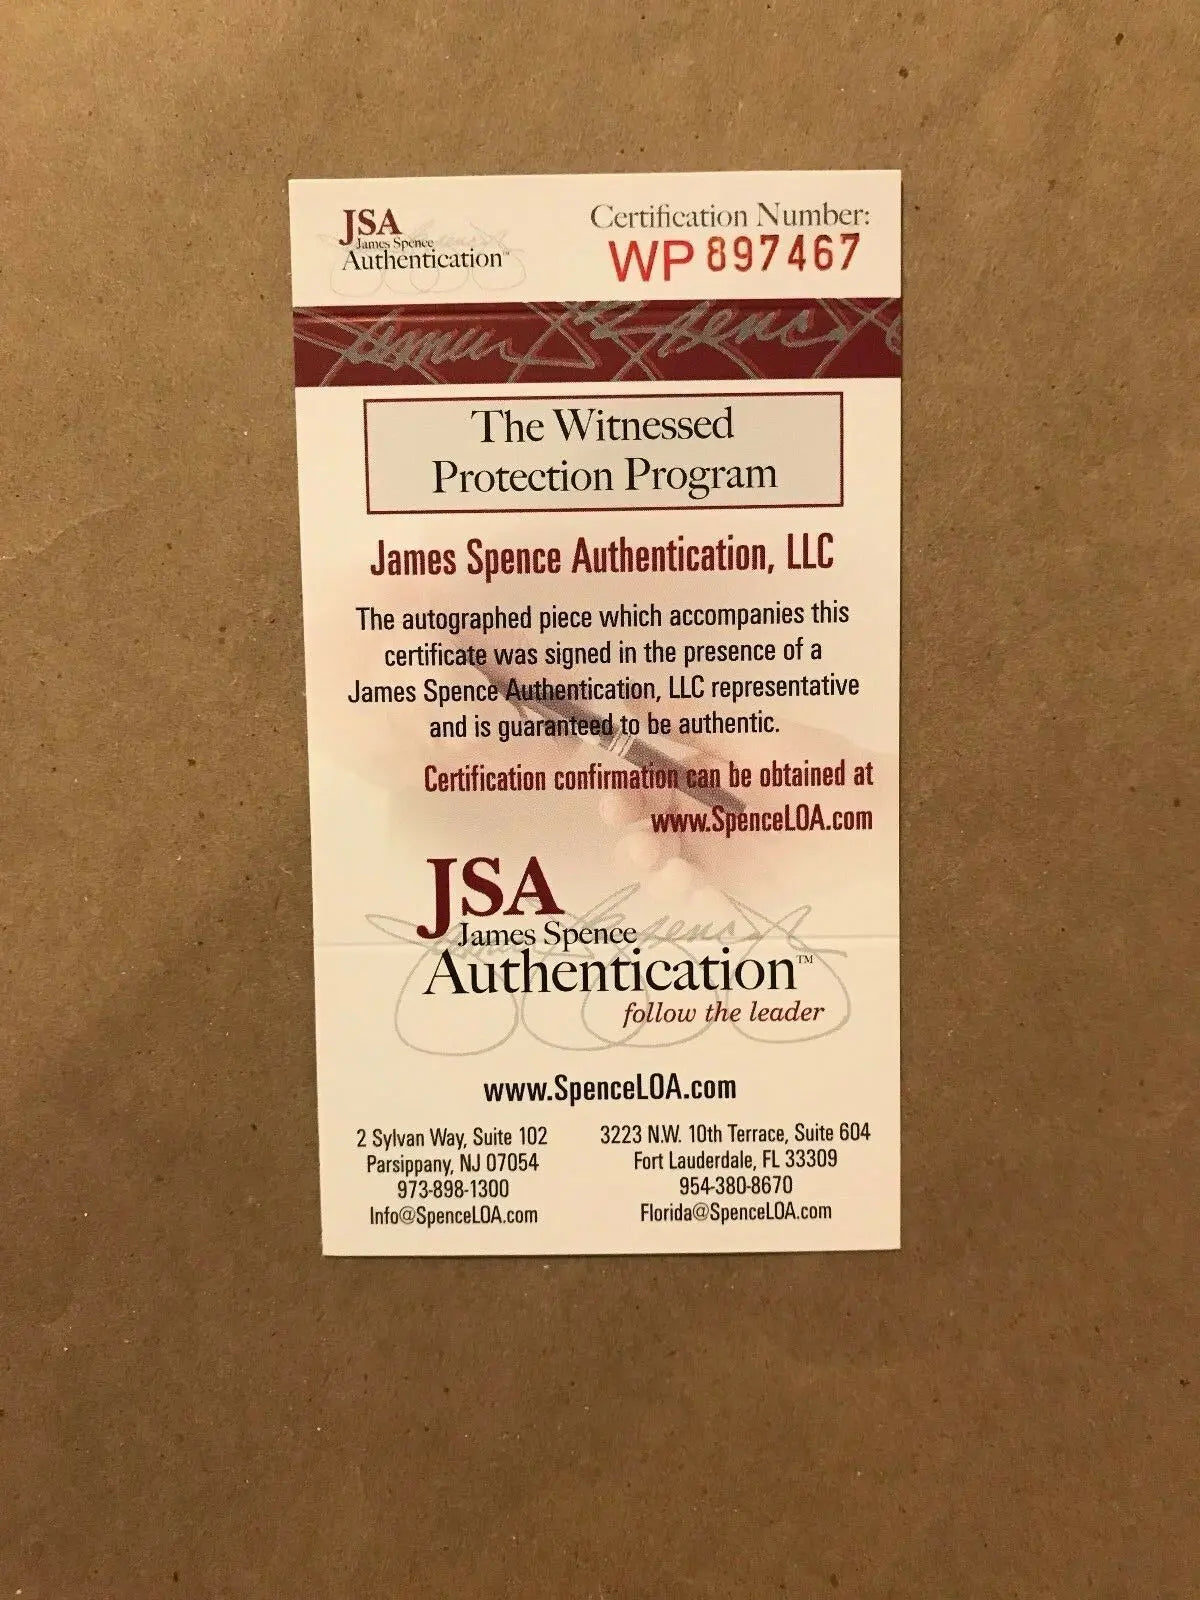 JSA
James Spence
Authentication™
Certification Number:
WP 897467
James Spence
The Witnessed
Protection Program
James Spence Authentication, LLC
The autographed piece which accompanies this
certificate was signed in the presence of a
James Spence Authentication, LLC representative
and is guaranteed to be authentic.
Certification confirmation can be obtained at
www.SpenceLOA.com
JSA
James Spence
Authentication™
follow the leader
www.SpenceLOA.com
2 Sylvan Way, Suite 102
Parsippany, NJ 07054
973-898-1300
Info@SpenceLOA.com
3223 N.W. 10th Terrace, Suite 604
Fort Lauderdale, FL 33309
954-380-8670
Florida@SpenceLOA.com